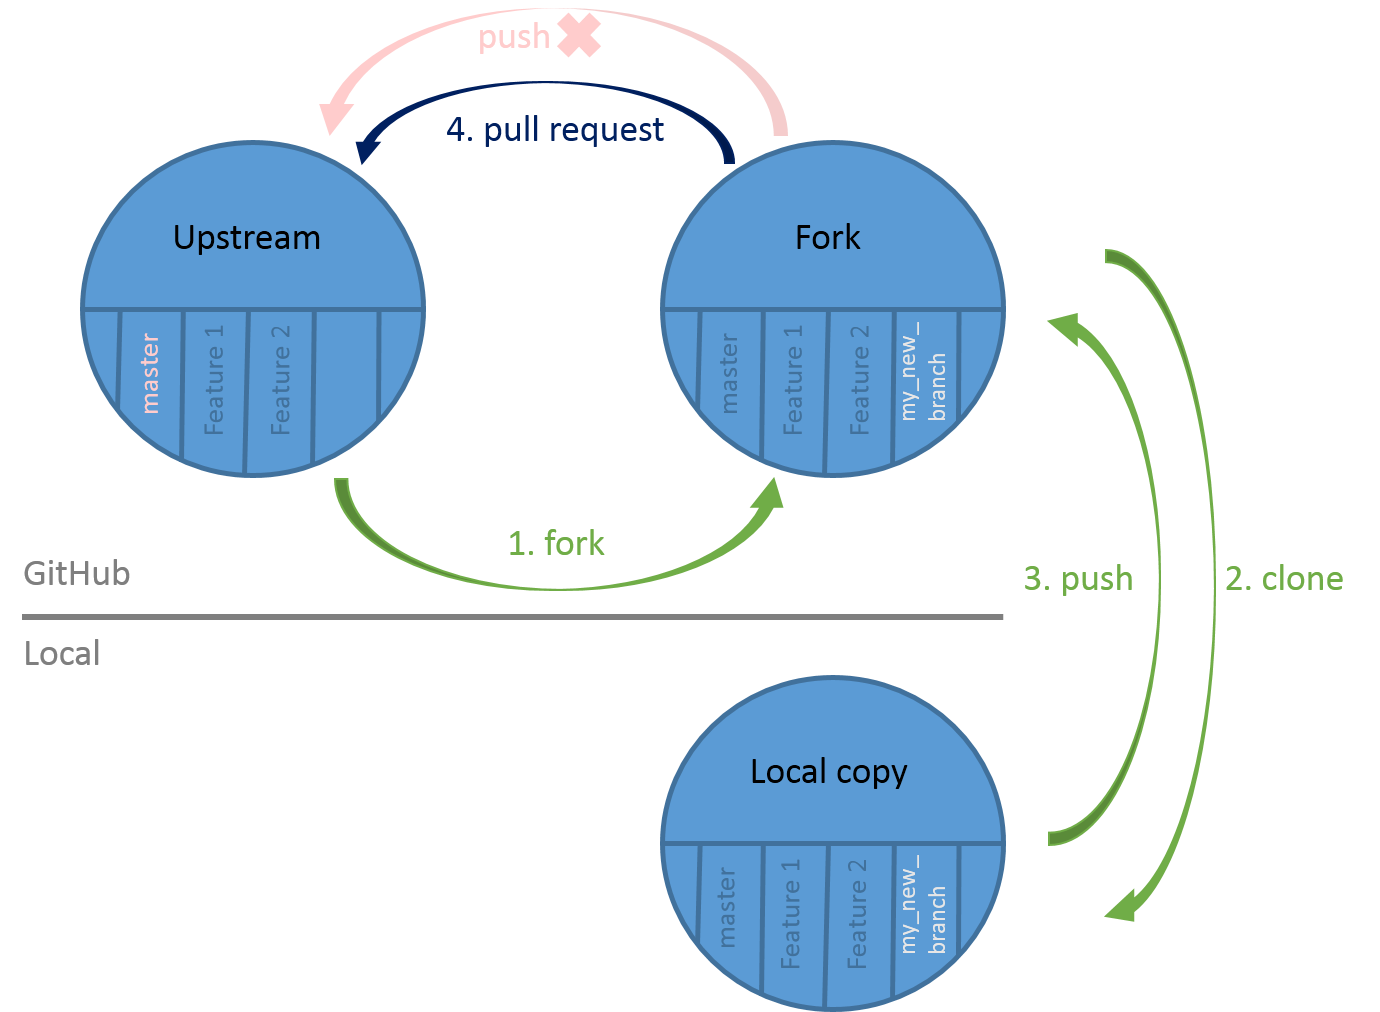 push
4. pull request
Upstream
Fork
master
Feature 1
Feature 2
master
Feature 1
Feature 2
my_new_
branch
1. fork
GitHub
3. push
2. clone
Local
Local copy
master
Feature 1
Feature 2
my_new_
branch